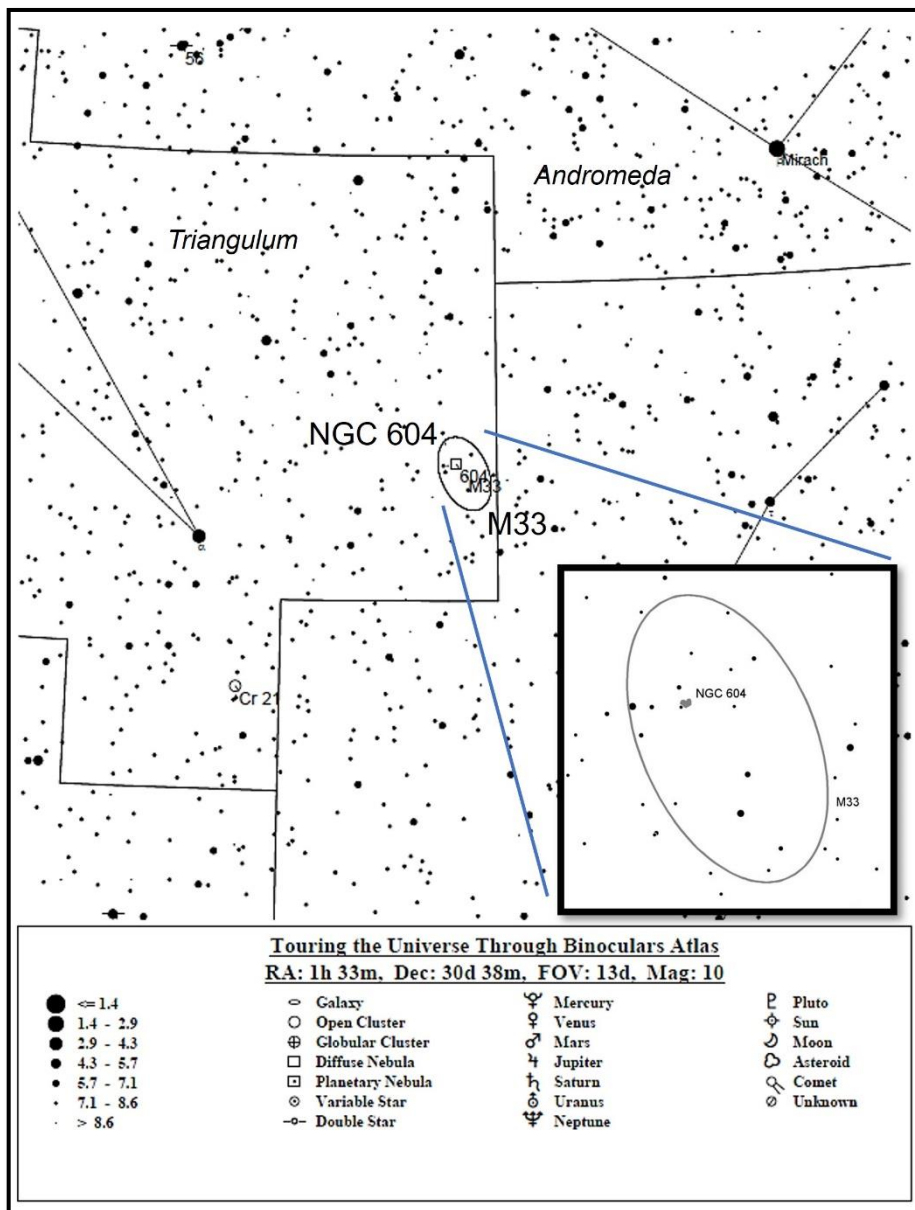 56
Mirach
Andromeda
Triangulum
NGC 604
604
M33
M33
α
τ
Cr 21
NGC 604
M33
Touring the Universe Through Binoculars Atlas
RA: 1h 33m, Dec: 30d 38m, FOV: 13d, Mag: 10
<= 1.4
1.4 - 2.9
2.9 - 4.3
4.3 - 5.7
5.7 - 7.1
7.1 - 8.6
> 8.6
Galaxy
Open Cluster
Globular Cluster
Diffuse Nebula
Planetary Nebula
Variable Star
Double Star
Mercury
Venus
Mars
Jupiter
Saturn
Uranus
Neptune
Pluto
Sun
Moon
Asteroid
Comet
Unknown